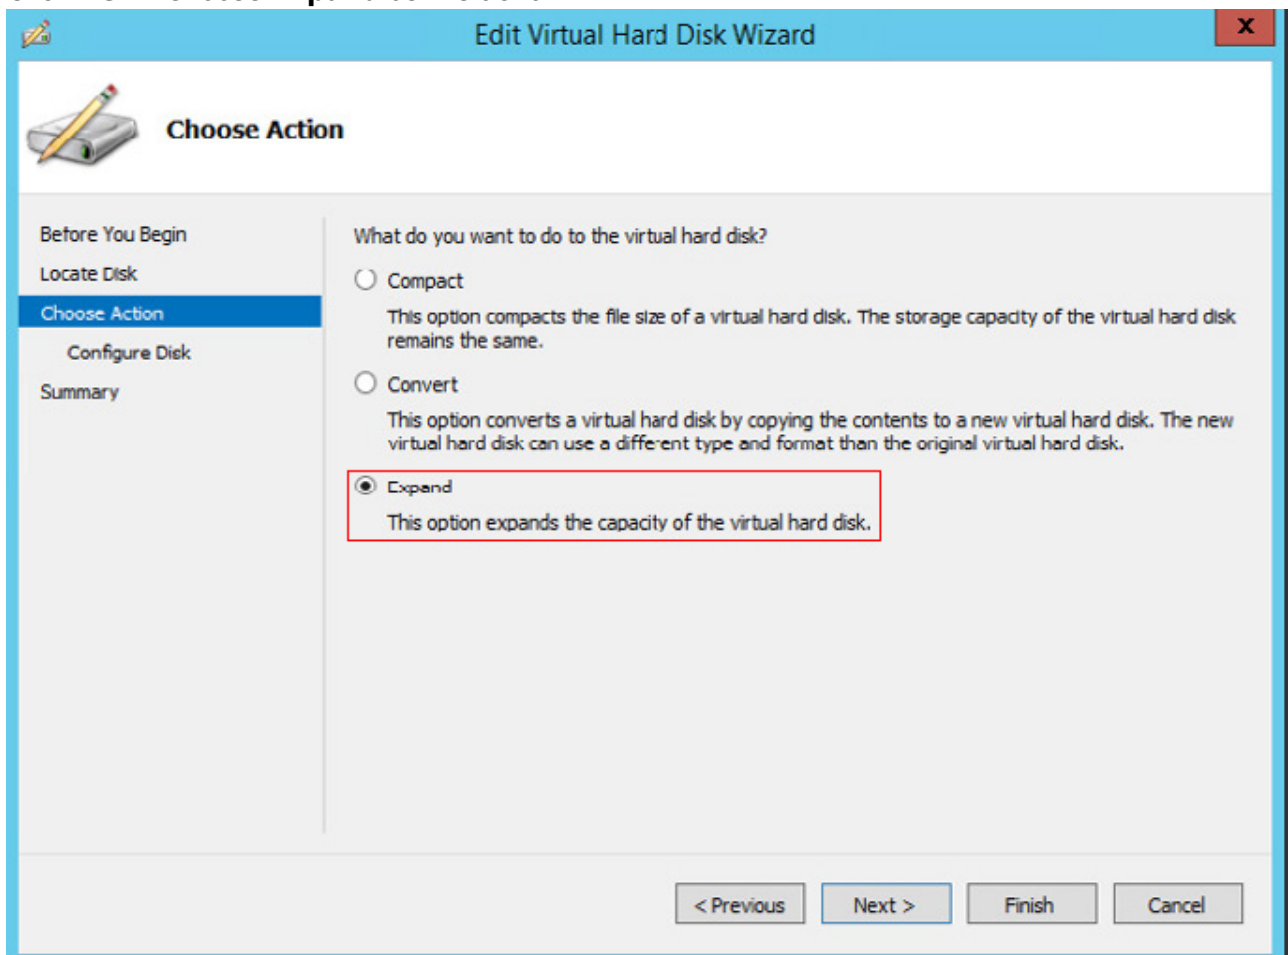 Edit Virtual Hard Disk Wizard
X
Choose Action
Before You Begin
Locate Disk
Choose Action
Configure Disk
Summary
What do you want to do to the virtual hard disk?
Compact
This option compacts the file size of a virtual hard disk. The storage capacity of the virtual hard disk
remains the same.
Convert
This option converts a virtual hard disk by copying the contents to a new virtual hard disk. The new
virtual hard disk can use a different type and format than the original virtual hard disk.
Expand
This option expands the capacity of the virtual hard disk.
< Previous
Next >
Finish
Cancel